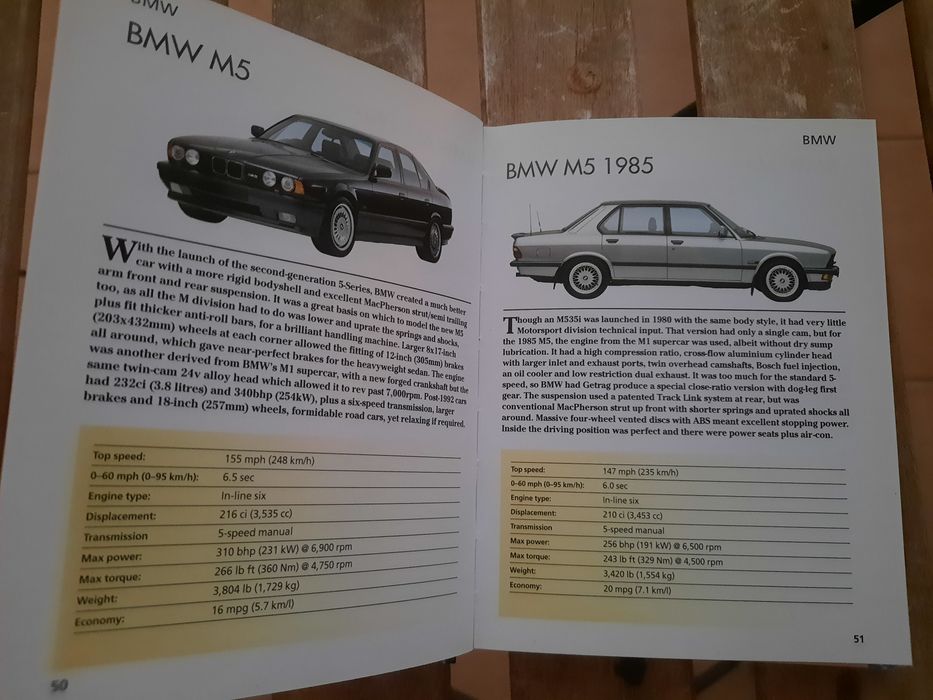 BMW
BMW M5
With the launch of the second-generation 5-Series, BMW created a much better
car with a more rigid bodyshell and excellent MacPherson strut/semi trailing
arm front and rear suspension. It was a great basis on which to model the new M5
too, as all the M division had to do was lower and uprate the springs and shocks,
plus fit thicker anti-roll bars, for a brilliant handling machine. Larger 8x17-inch
(203x432mm) wheels at each corner allowed the fitting of 12-inch (305mm) brakes
all around, which gave near-perfect brakes for the heavyweight sedan. The engine
was another derived from BMW's M1 supercar, with a new forged crankshaft but the
same twin-cam 24v alloy head which allowed it to rev past 7,000rpm. Post-1992 cars
had 232ci (3.8 litres) and 340bhp (254kW), plus a six-speed transmission, larger
brakes and 18-inch (257mm) wheels, formidable road cars, yet relaxing if required.
Top speed: 155 mph (248 km/h)
0–60 mph (0–95 km/h): 6.5 sec
Engine type: In-line six
Displacement: 216 ci (3,535 cc)
Transmission 5-speed manual
Max power: 310 bhp (231 kW) @ 6,900 rpm
Max torque: 266 lb ft (360 Nm) @ 4,750 rpm
Weight: 3,804 lb (1,729 kg)
Economy: 16 mpg (5.7 km/l)
50
BMW
BMW M5 1985
Though an M535i was launched in 1980 with the same body style, it had very little
Motorsport division technical input. That version had only a single cam, but for
the 1985 M5, the engine from the M1 supercar was used, albeit without dry sump
lubrication. It had a high compression ratio, cross-flow aluminium cylinder head
with larger inlet and exhaust ports, twin overhead camshafts, Bosch fuel injection,
an oil cooler and low restriction dual exhaust. It was too much for the standard 5-
speed, so BMW had Getrag produce a special close-ratio version with dog-leg first
gear. The suspension used a patented Track Link system at rear, but was
conventional MacPherson strut up front with shorter springs and uprated shocks all
around. Massive four-wheel vented discs with ABS meant excellent stopping power.
Inside the driving position was perfect and there were power seats plus air-con.
Top speed: 147 mph (235 km/h)
0–60 mph (0–95 km/h): 6.0 sec
Engine type: In-line six
Displacement: 210 ci (3,453 cc)
Transmission 5-speed manual
Max power: 256 bhp (191 kW) @ 6,500 rpm
Max torque: 243 lb ft (329 Nm) @ 4,500 rpm
Weight: 3,420 lb (1,554 kg)
Economy: 20 mpg (7.1 km/l)
51